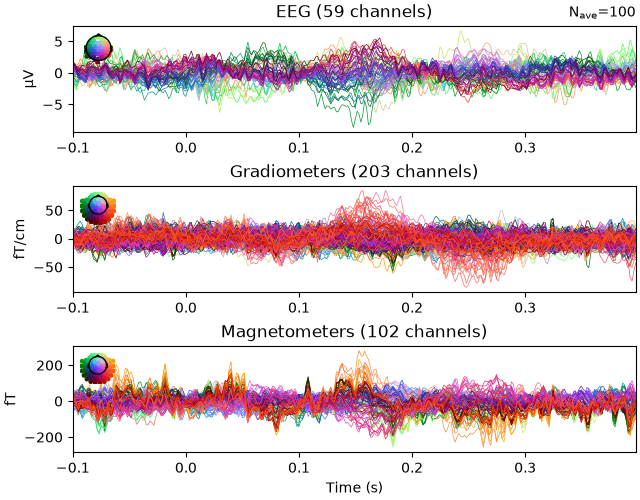 EEG (59 channels)
Nave=100
5
0
−5
µV
−0.1 0.0 0.1 0.2 0.3
Gradiometers (203 channels)
50
0
−50
fT/cm
−0.1 0.0 0.1 0.2 0.3
Magnetometers (102 channels)
200
0
−200
fT
−0.1 0.0 0.1 0.2 0.3
Time (s)